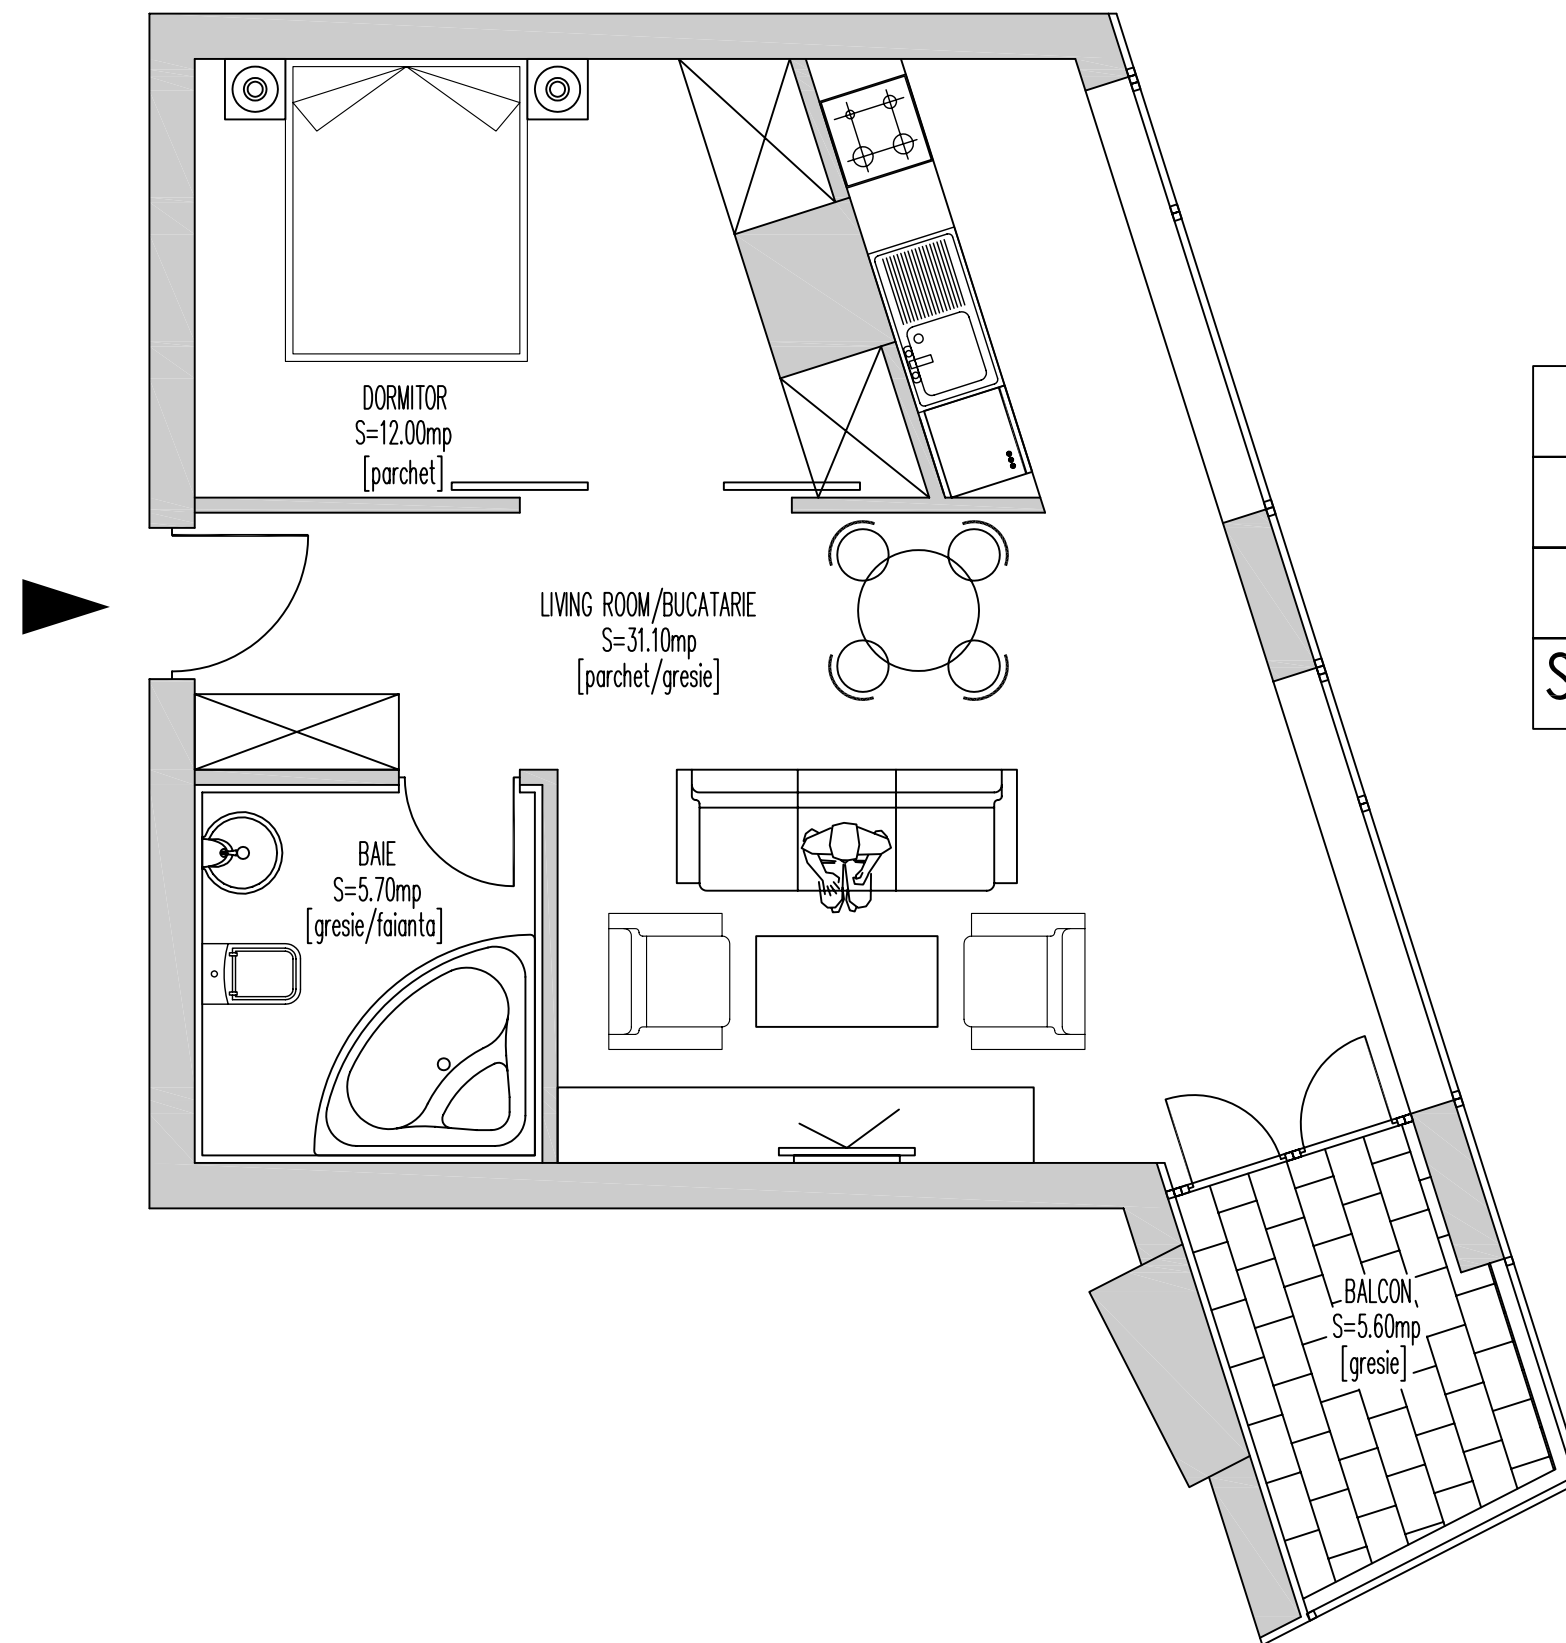 DORMITOR
S=12.00mp
[parchet]
LIVING ROOM/BUCATARIE
S=31.10mp
[parchet/gresie]
S
BAIE
S=5.70mp
[gresie/faianta]
BALCON
S=5.60mp
[gresie]